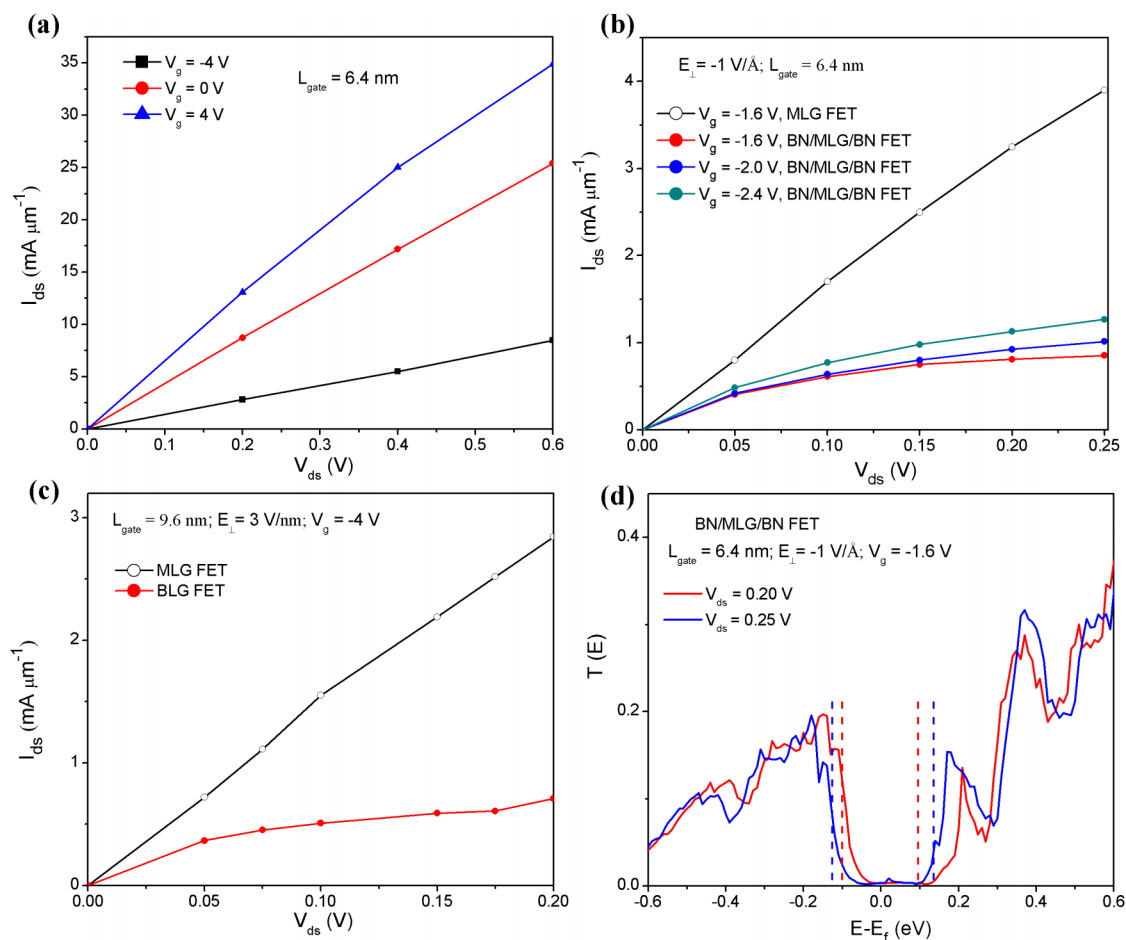 (a)
V_g = -4 V
V_g = 0 V
V_g = 4 V
L_gate = 6.4 nm
35
30
25
20
15
10
5
0
0.0 0.1 0.2 0.3 0.4 0.5 0.6
I_ds (mA μm⁻¹)
V_ds (V)
(b)
E_⊥= -1 V/Å; L_gate = 6.4 nm
V_g = -1.6 V, MLG FET
V_g = -1.6 V, BN/MLG/BN FET
V_g = -2.0 V, BN/MLG/BN FET
V_g = -2.4 V, BN/MLG/BN FET
4
3
2
1
0
0.00 0.05 0.10 0.15 0.20 0.25
I_ds (mA μm⁻¹)
V_ds (V)
(c)
L_gate = 9.6 nm; E_⊥= 3 V/nm; V_g = -4 V
MLG FET
BLG FET
3
2
1
0
0.00 0.05 0.10 0.15 0.20
I_ds (mA μm⁻¹)
V_ds (V)
(d)
BN/MLG/BN FET
L_gate = 6.4 nm; E_⊥= -1 V/Å; V_g = -1.6 V
V_ds = 0.20 V
V_ds = 0.25 V
0.4
0.2
0.0
-0.6 -0.4 -0.2 0.0 0.2 0.4 0.6
T (E)
E-E_f (eV)